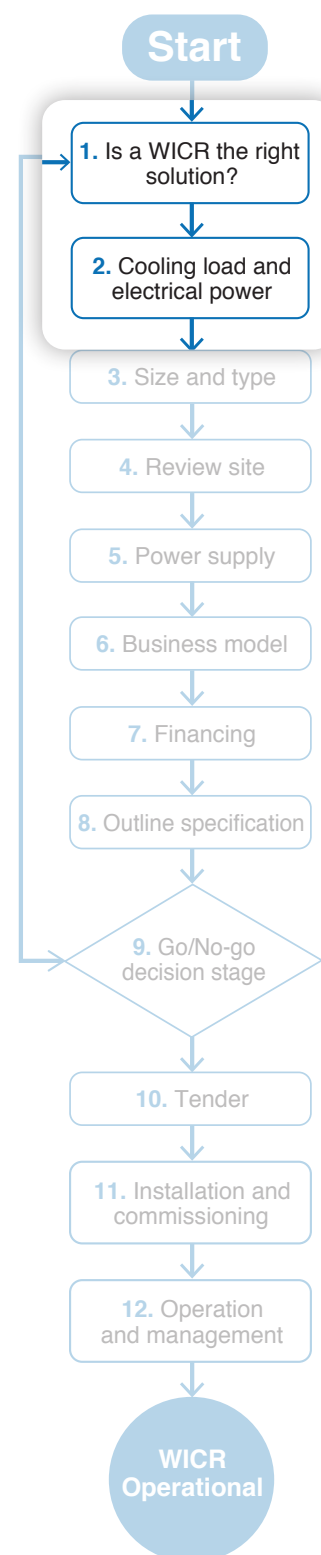 Start
1. Is a WICR the right
solution?
2. Cooling load and
electrical power
3. Size and type
4. Review site
5. Power supply
6. Business model
7. Financing
8. Outline specification
9. Go/No-go
decision stage
10. Tender
11. Installation and
commissioning
12. Operation
and management
WICR
Operational